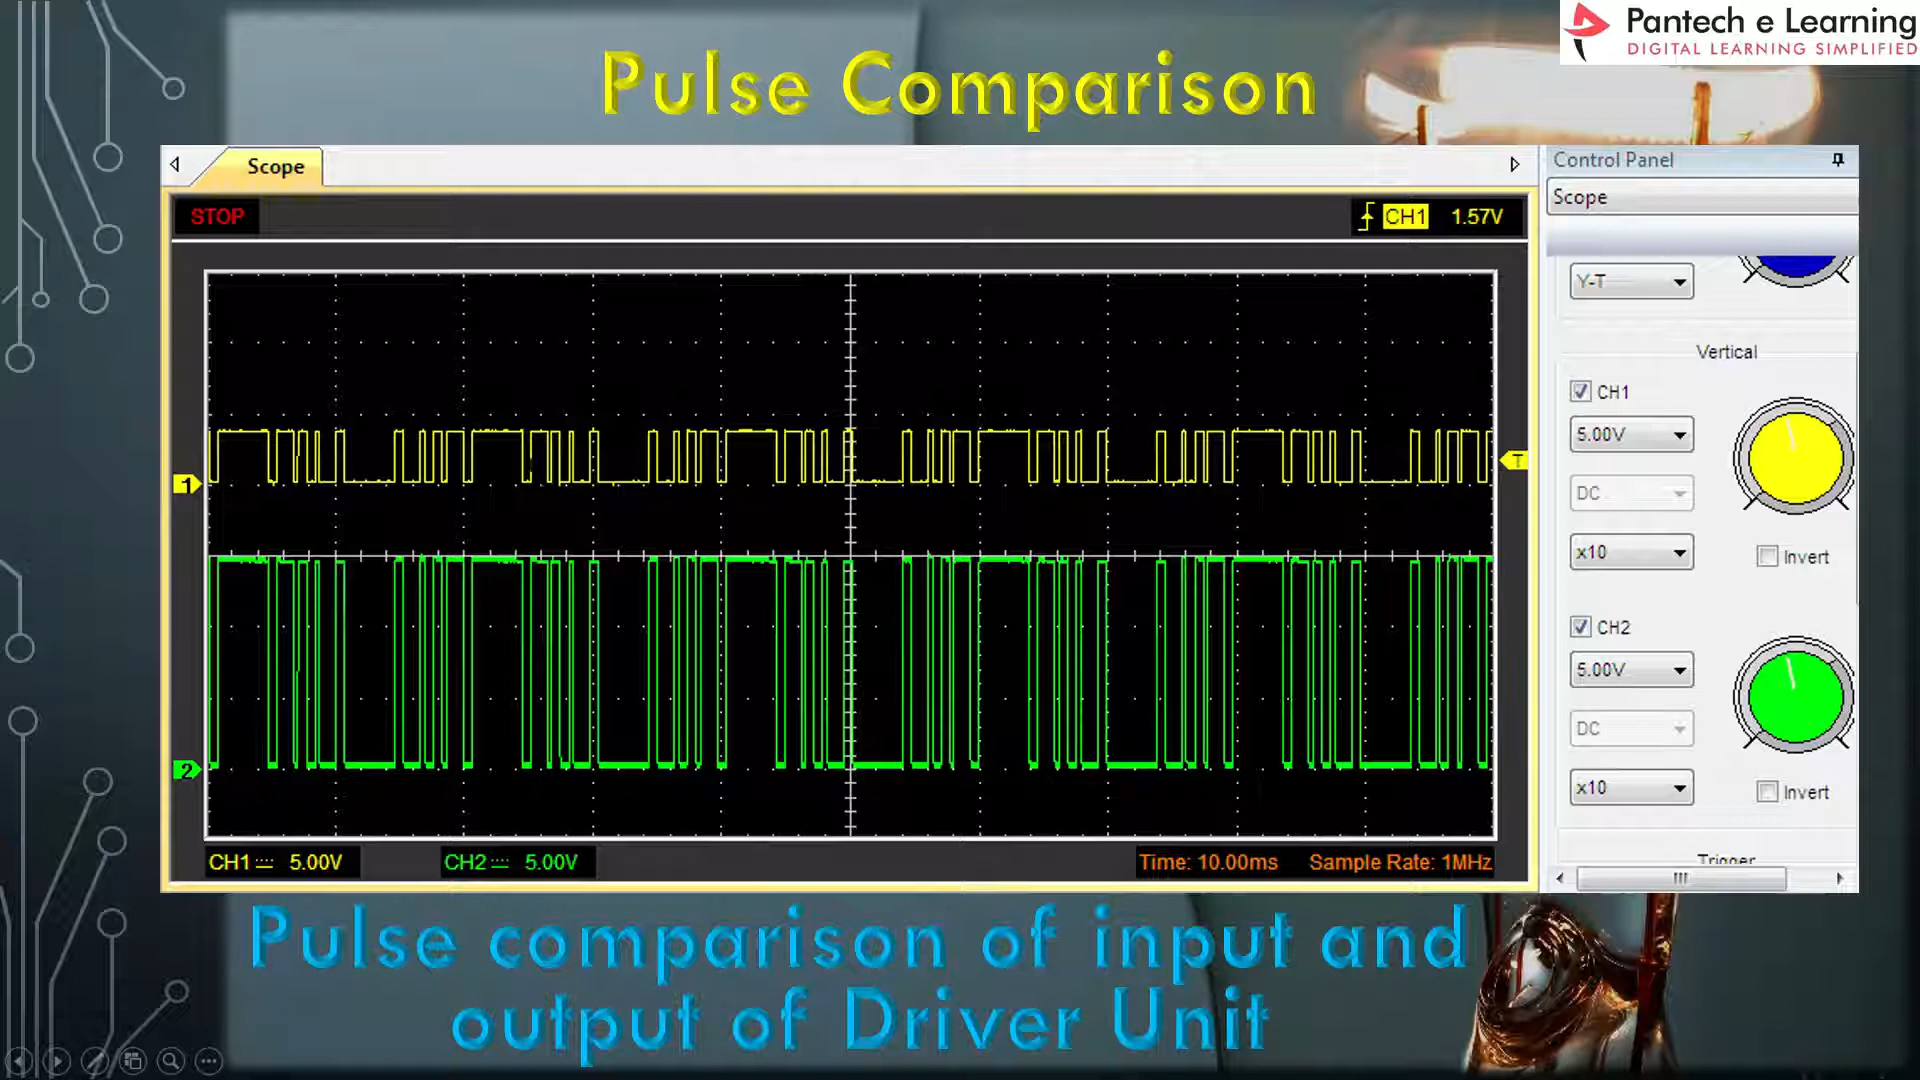 Pantech e Learning
DIGITAL LEARNING SIMPLIFIED
Pulse Comparison
Scope
Control Panel
Scope
STOP
CH1 1.57V
Y-T
Vertical
CH1
5.00V
DC
x10
Invert
CH2
5.00V
DC
x10
Invert
Trigger
1
T
2
CH1 5.00V
CH2 5.00V
Time: 10.00ms Sample Rate: 1MHz
Pulse comparison of input and
output of Driver Unit